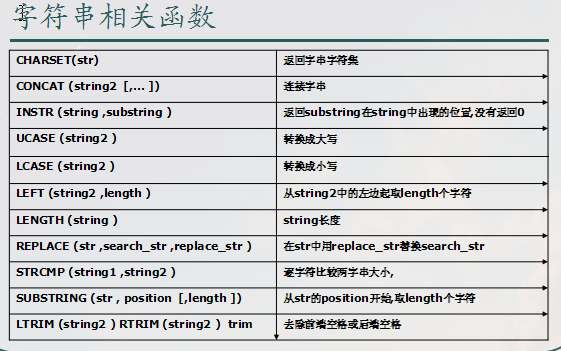 字符串相关函数
CHARSET(str) 返回字串字符集
CONCAT (string2 [,... ]) 连接字串
INSTR (string ,substring ) 返回substring在string中出现的位置,没有返回0
UCASE (string2 ) 转换成大写
LCASE (string2 ) 转换成小写
LEFT (string2 ,length ) 从string2中的左边起取length个字符
LENGTH (string ) string长度
REPLACE (str ,search_str ,replace_str ) 在str中用replace_str替换search_str
STRCMP (string1 ,string2 ) 逐字符比较两字串大小,
SUBSTRING (str , position [,length ]) 从str的position开始,取length个字符
LTRIM (string2 ) RTRIM (string2 ) trim 去除前端空格或后端空格